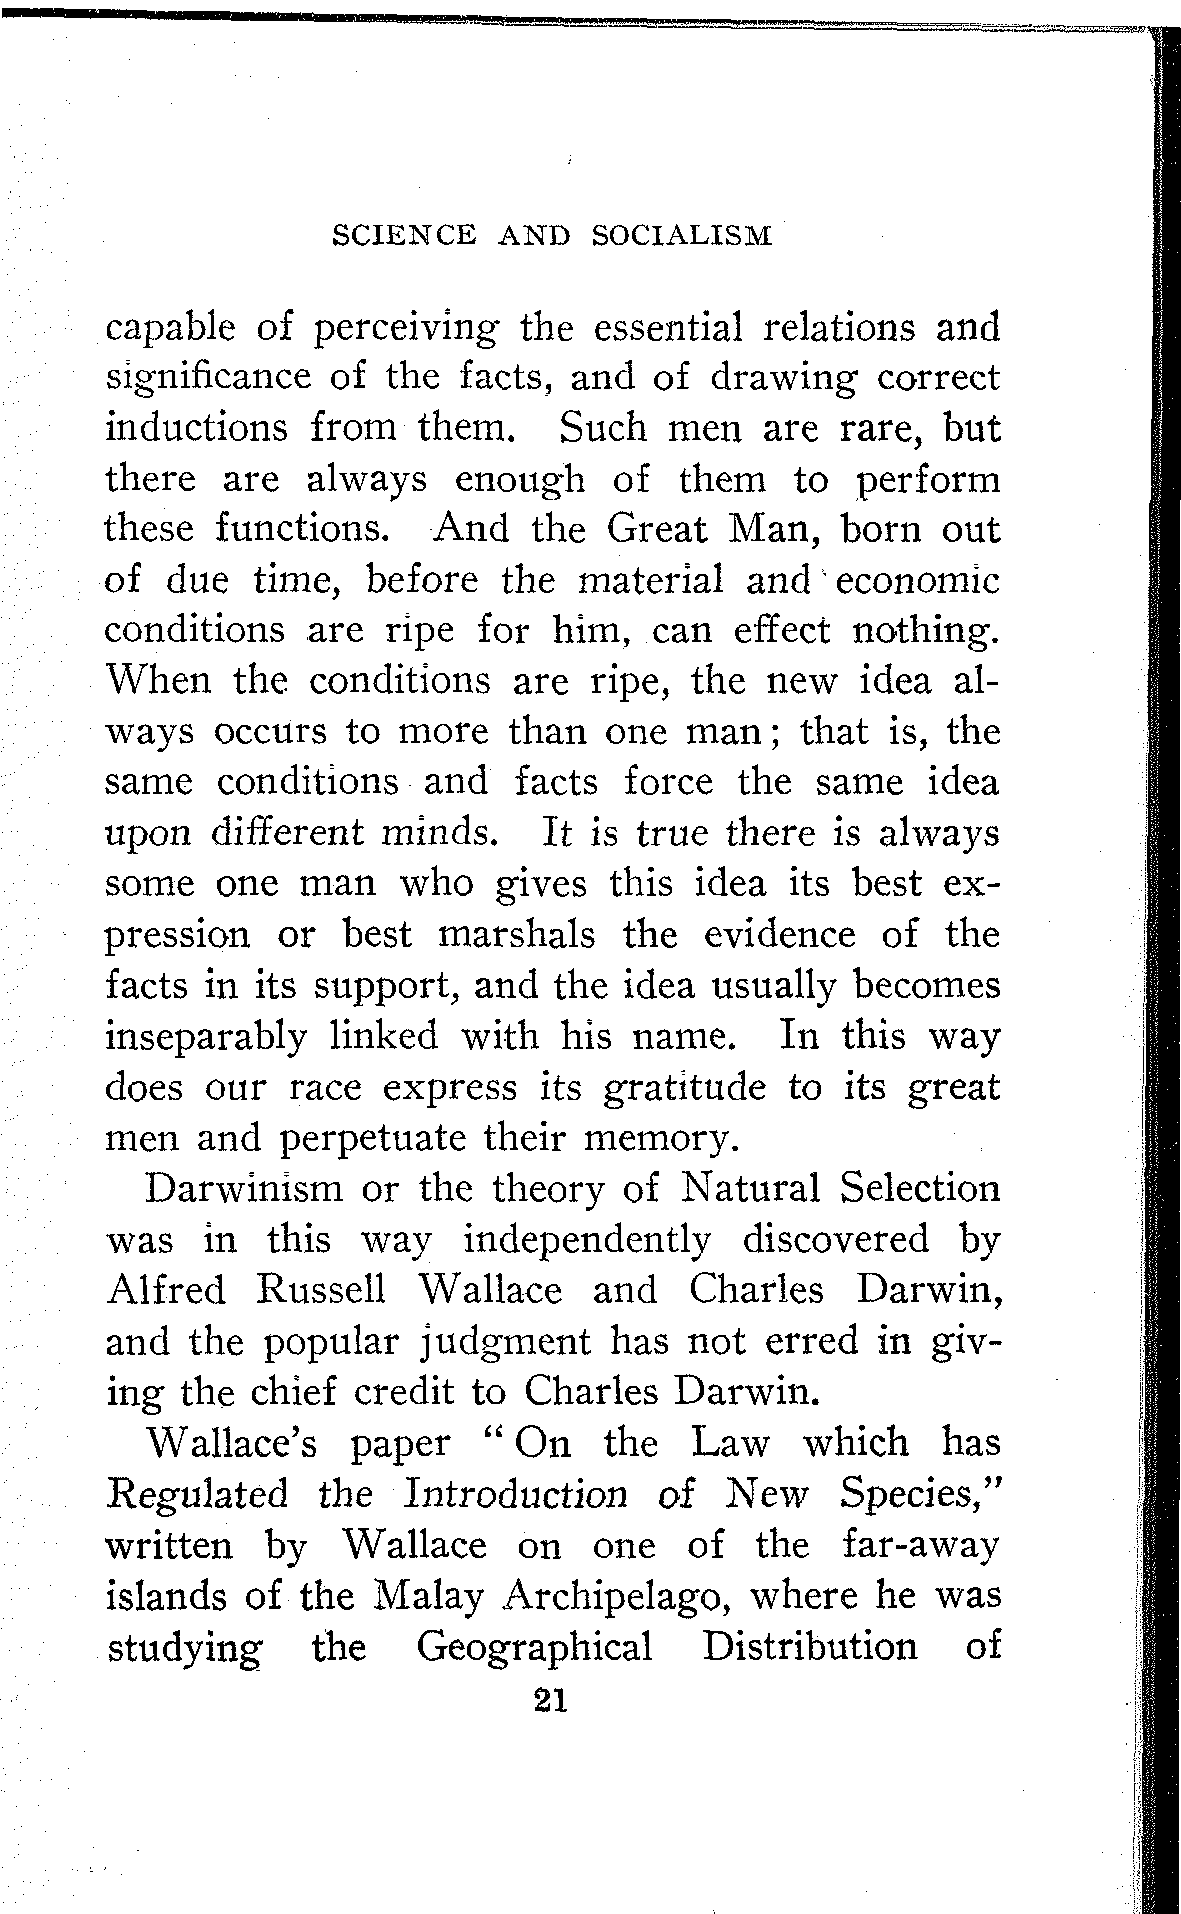 SCIENCE AND SOCIALISM
capable of perceiving the essential relations and
significance of the facts, and of drawing correct
inductions from them. Such men are rare, but
there are always enough of them to perform
these functions. And the Great Man, born out
of due time, before the material and economic
conditions are ripe for him, can effect nothing.
When the conditions are ripe, the new idea al-
ways occurs to more than one man; that is, the
same conditions and facts force the same idea
upon different minds. It is true there is always
some one man who gives this idea its best ex-
pression or best marshals the evidence of the
facts in its support, and the idea usually becomes
inseparably linked with his name. In this way
does our race express its gratitude to its great
men and perpetuate their memory.
Darwinism or the theory of Natural Selection
was in this way independently discovered by
Alfred Russell Wallace and Charles Darwin,
and the popular judgment has not erred in giv-
ing the chief credit to Charles Darwin.
Wallace's paper "On the Law which has
Regulated the Introduction of New Species,"
written by Wallace on one of the far-away
islands of the Malay Archipelago, where he was
studying the Geographical Distribution of
21